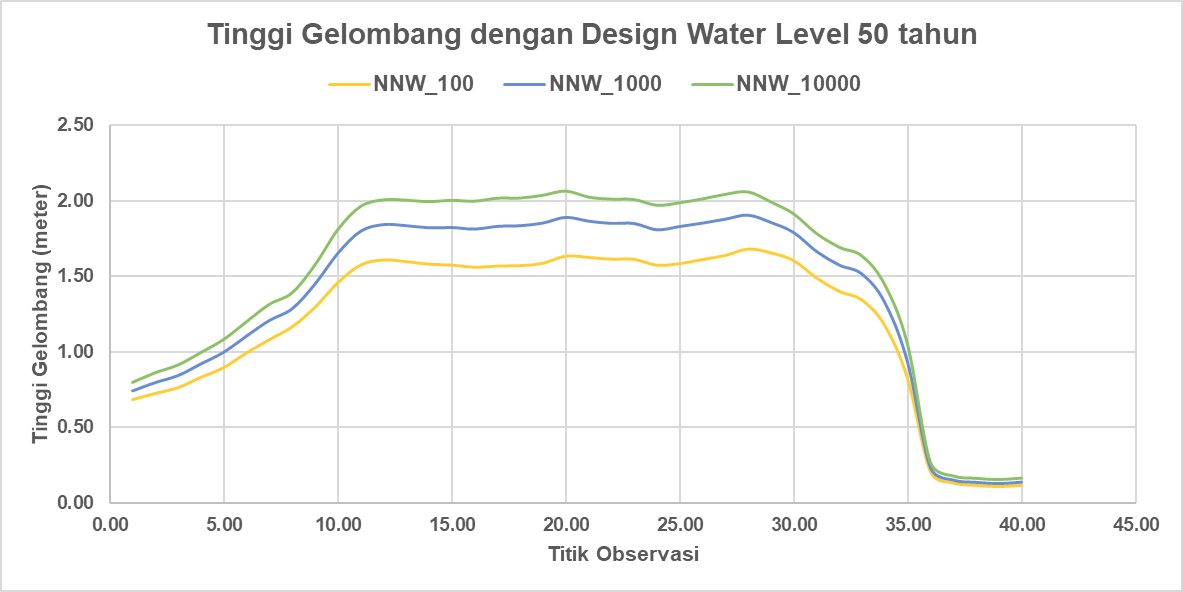 Tinggi Gelombang dengan Design Water Level 50 tahun
NNW_100 NNW_1000 NNW_10000
2.50
2.00
1.50
1.00
0.50
0.00
Tinggi Gelombang (meter)
0.00 5.00 10.00 15.00 20.00 25.00 30.00 35.00 40.00 45.00
Titik Observasi